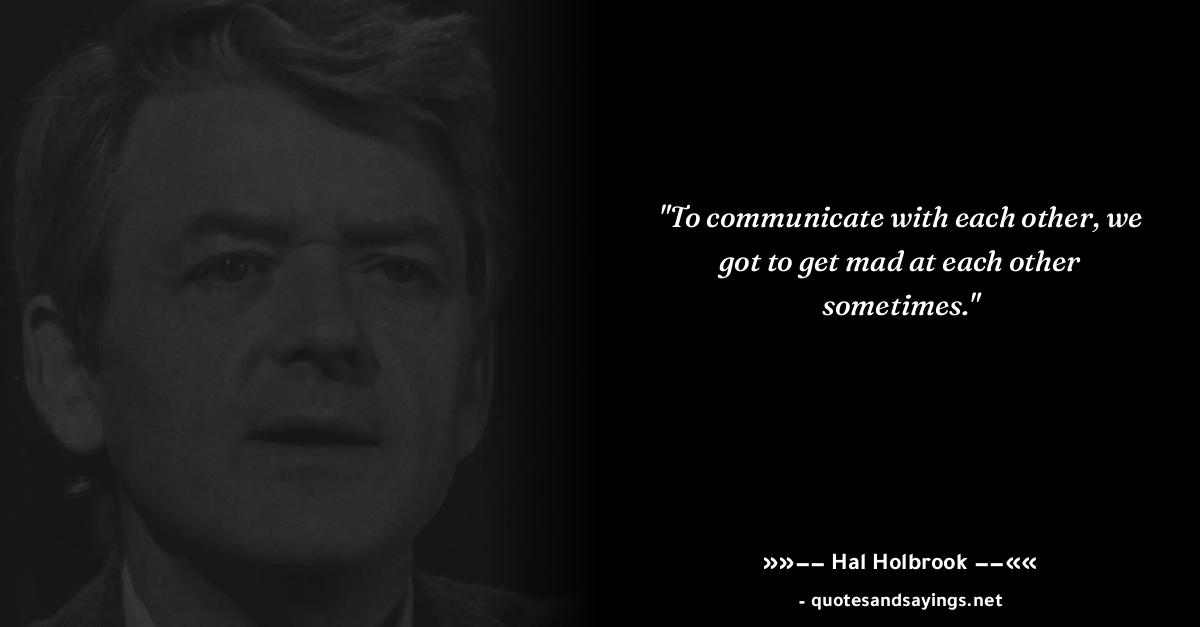 "To communicate with each other, we
got to get mad at each other
sometimes."
»»−− Hal Holbrook −−««
- quotesandsayings.net